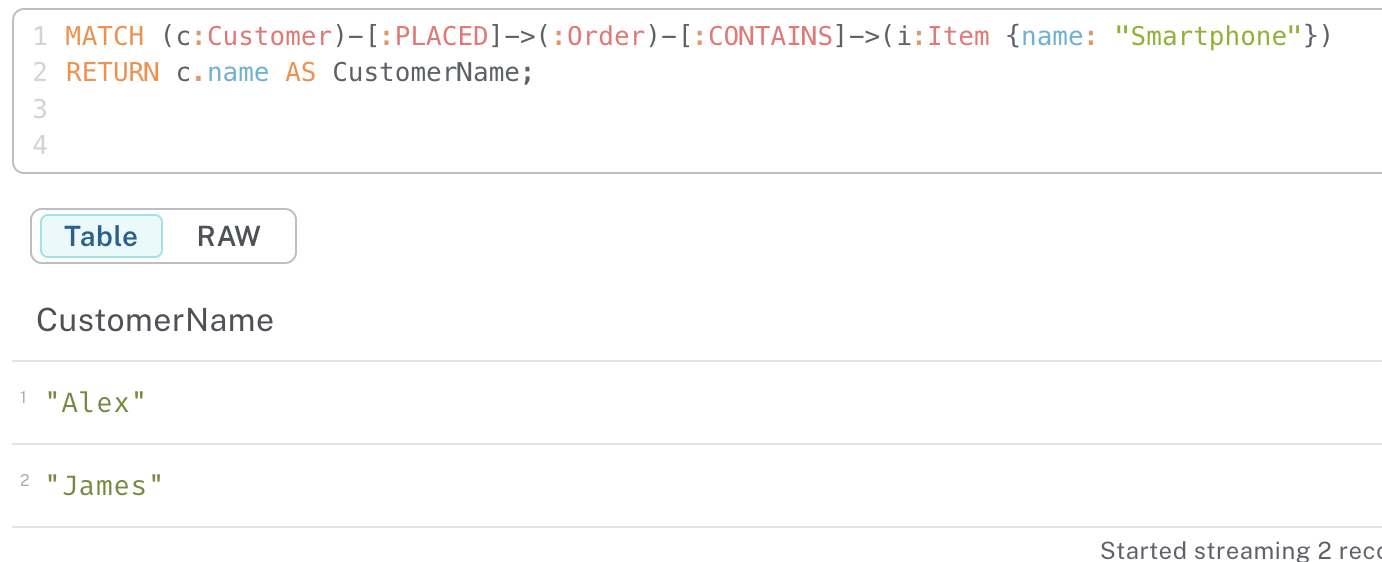 1 MATCH (c:Customer)-[:PLACED]->(:Order)-[:CONTAINS]->(i:Item {name: "Smartphone"})
2 RETURN c.name AS CustomerName;
3
4
Table RAW
CustomerName
1 "Alex"
2 "James"
Started streaming 2